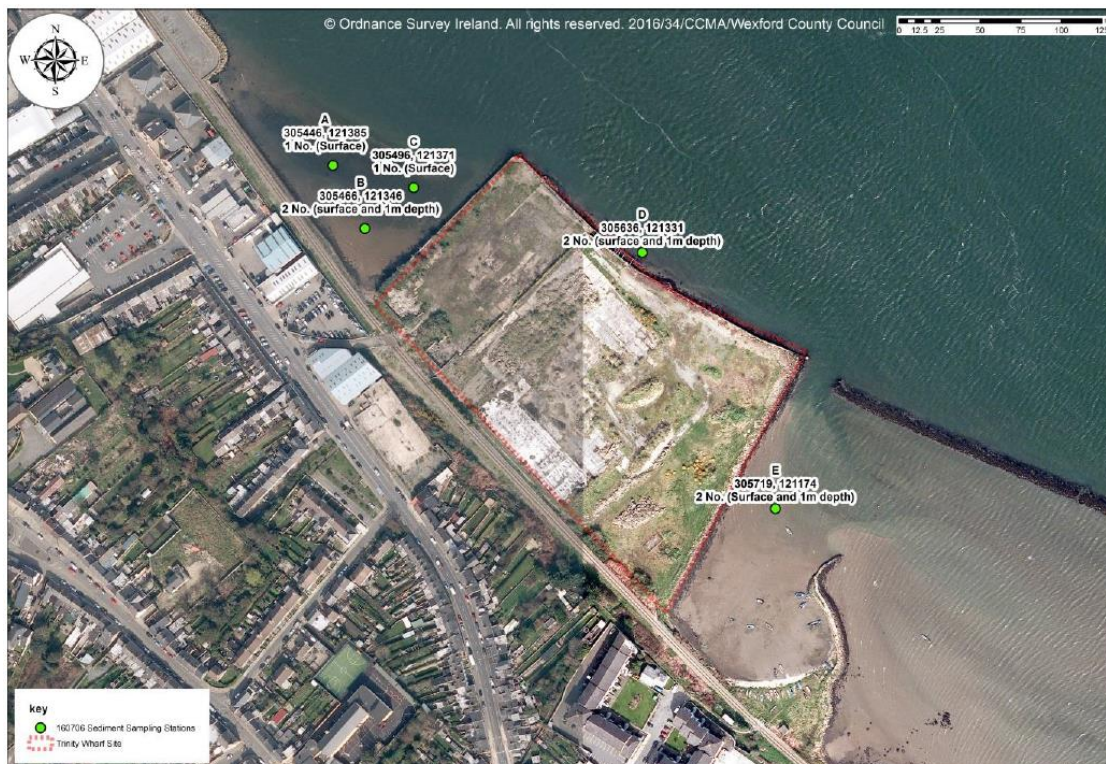 © Ordnance Survey Ireland. All rights reserved. 2016/34/CCMA/Wexford County Council
0 12.5 25 50 75 100 125
N
W E
S
A
305446, 121385
1 No. (Surface)
C
305496, 121371
1 No. (Surface)
B
305466, 121346
2 No. (surface and 1m depth)
D
305636, 121331
2 No. (surface and 1m depth)
E
305719, 121174
2 No. (Surface and 1m depth)
key
160706 Sediment Sampling Stations
Trinity Wharf Site